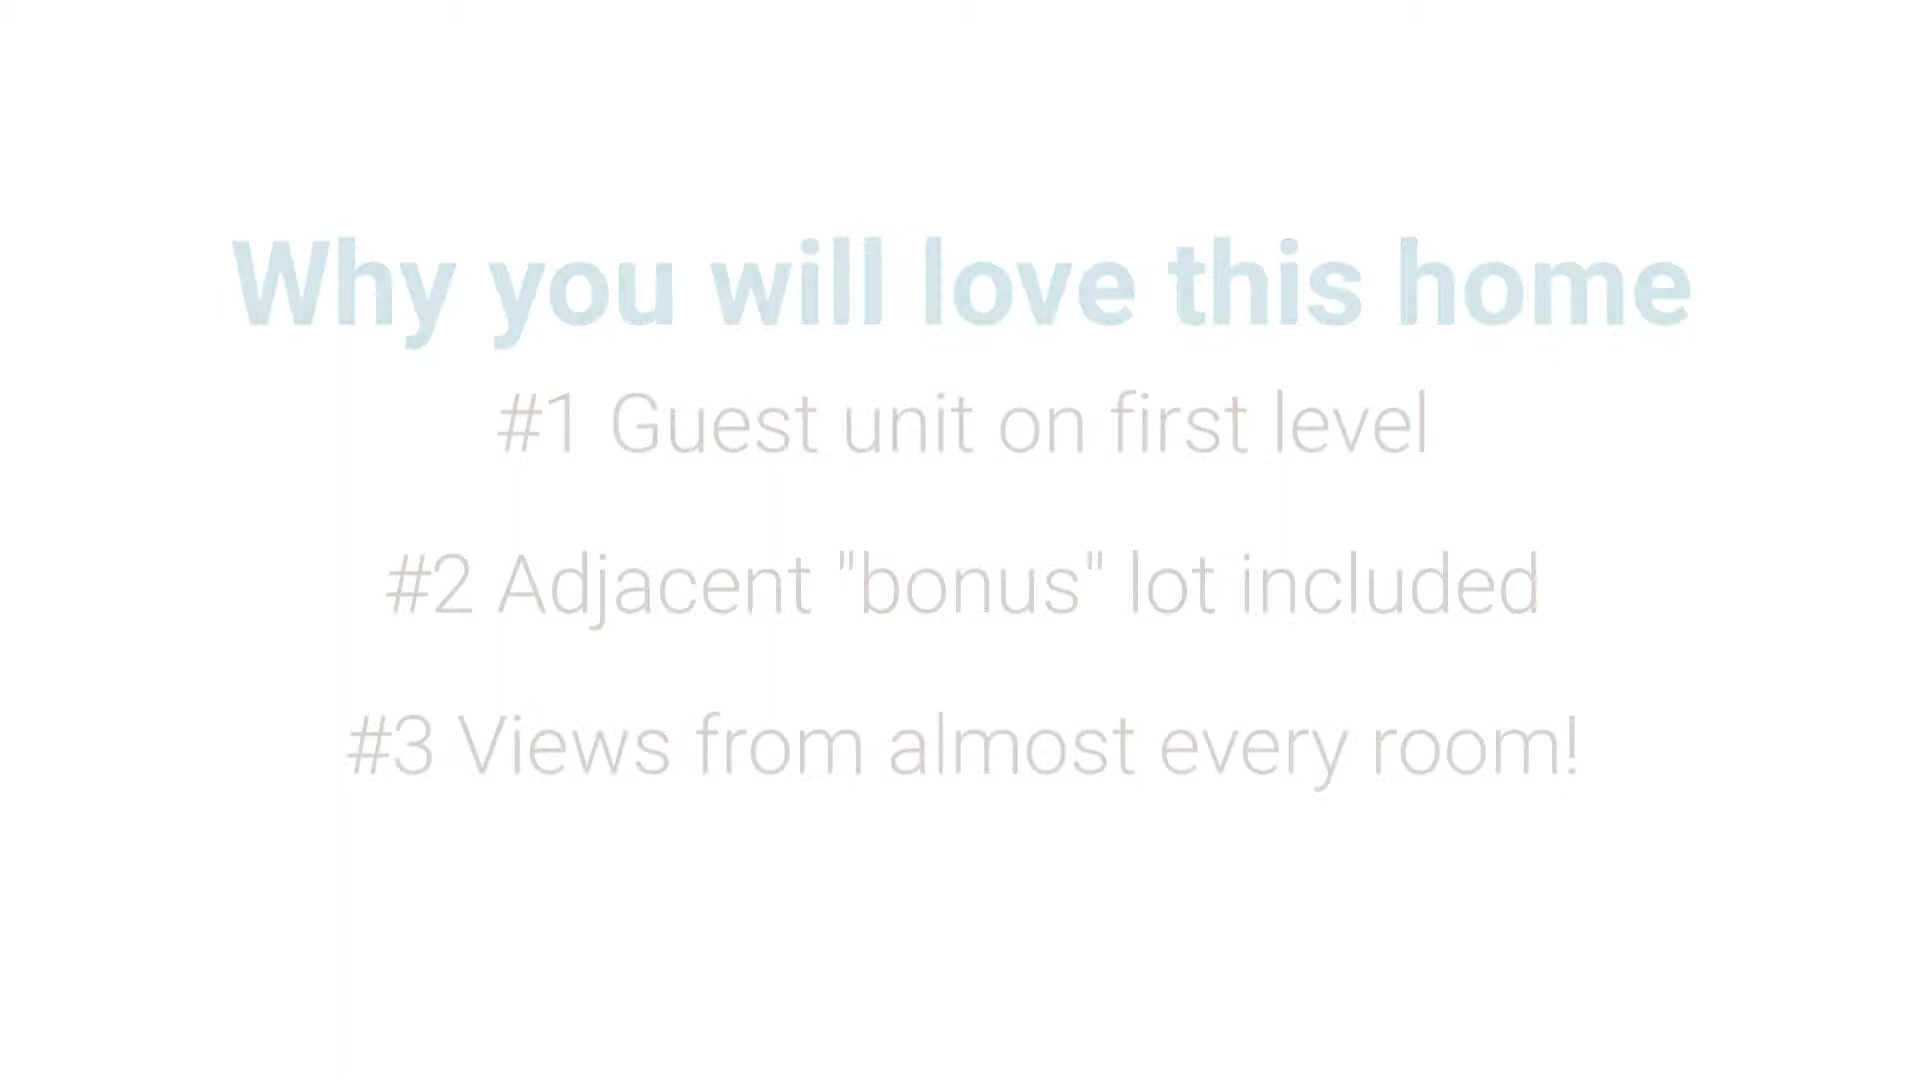 Why you will love this home
#1 Guest unit on first level
#2 Adjacent "bonus" lot included
#3 Views from almost every room!